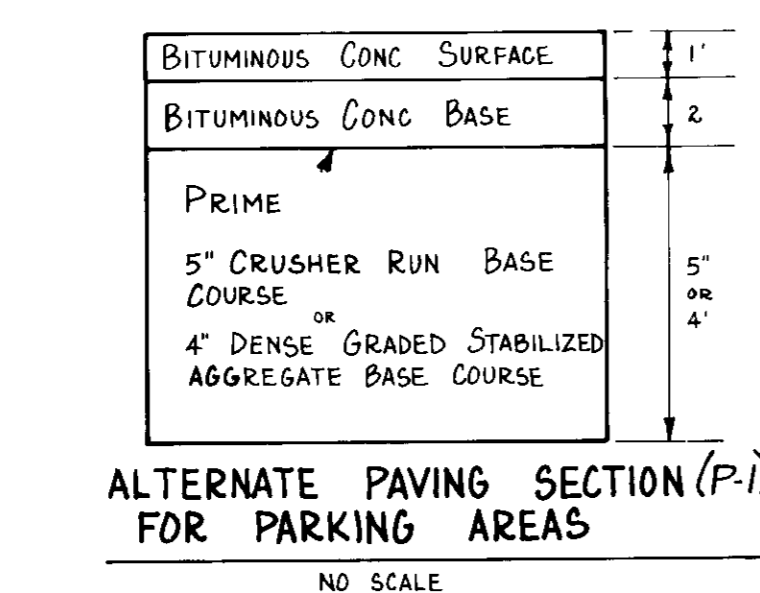 BITUMINOUS CONC SURFACE 1'
BITUMINOUS CONC BASE 2
PRIME
5" CRUSHER RUN BASE
COURSE
OR
4" DENSE GRADED STABILIZED
AGGREGATE BASE COURSE
5"
OR
4'
ALTERNATE PAVING SECTION (P-1)
FOR PARKING AREAS
NO SCALE